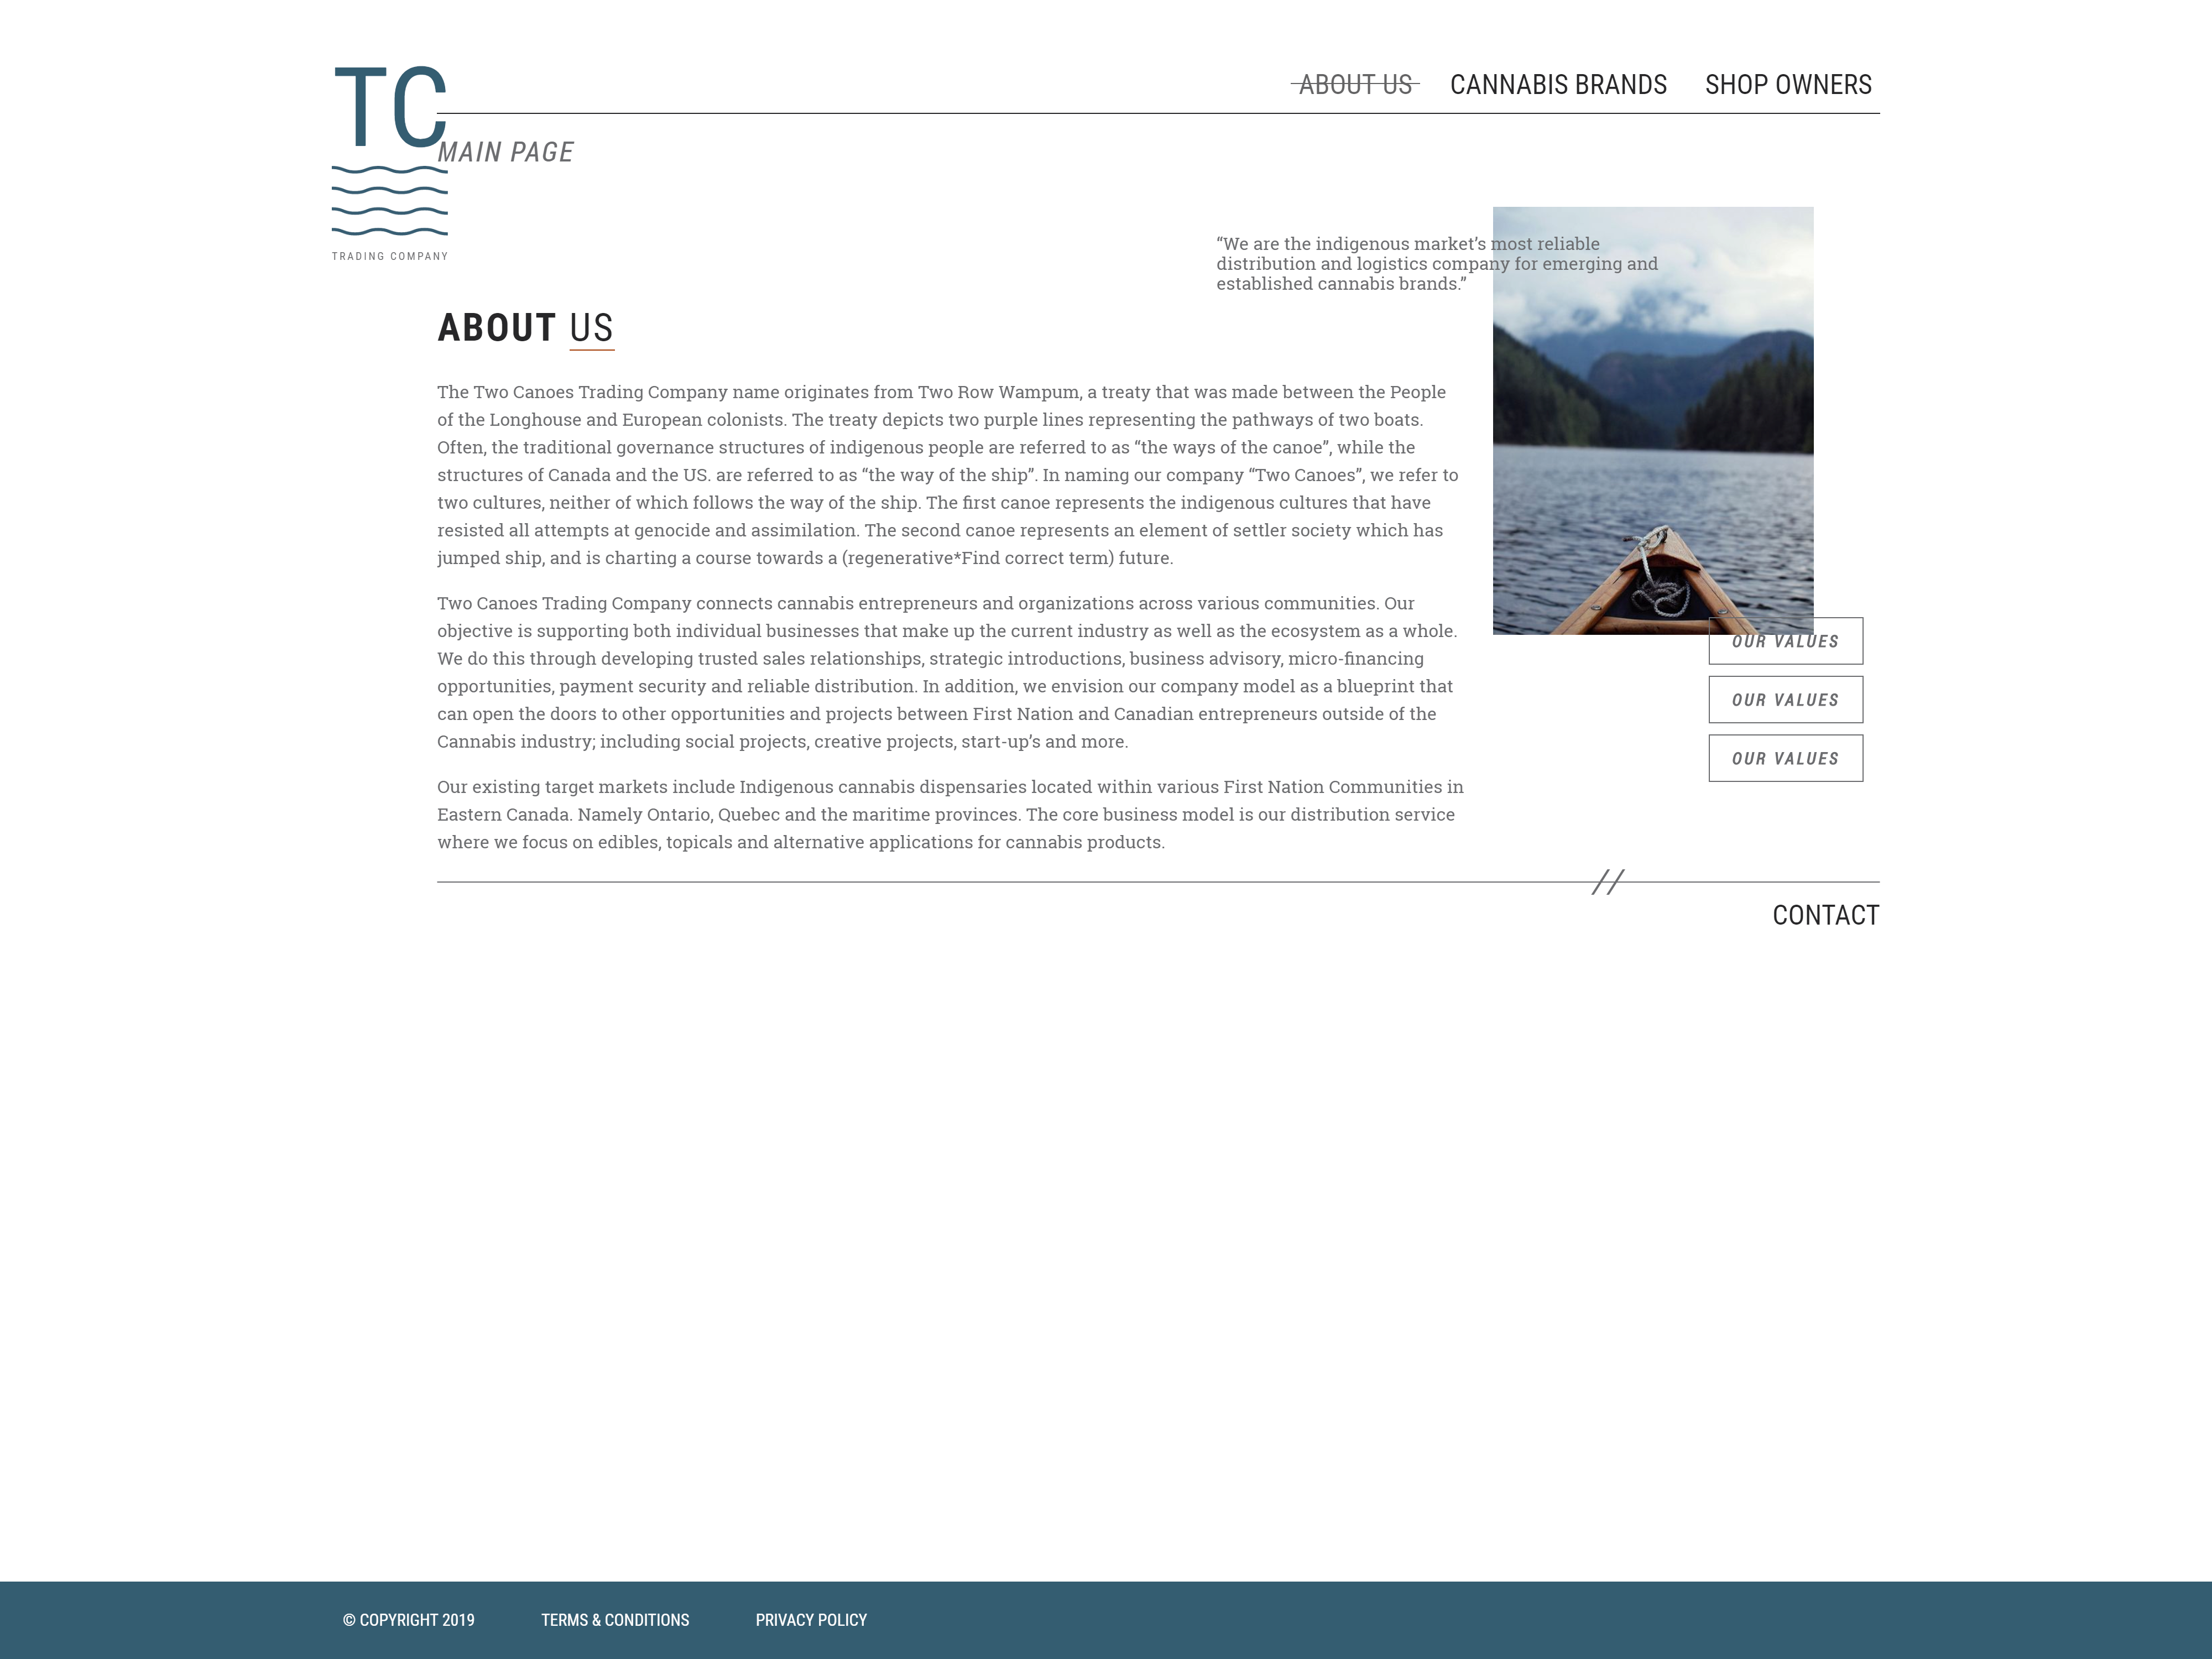 TC
TRADING COMPANY
ABOUT US CANNABIS BRANDS SHOP OWNERS
MAIN PAGE
“We are the indigenous market’s most reliable
distribution and logistics company for emerging and
established cannabis brands.”
ABOUT US
The Two Canoes Trading Company name originates from Two Row Wampum, a treaty that was made between the People
of the Longhouse and European colonists. The treaty depicts two purple lines representing the pathways of two boats.
Often, the traditional governance structures of indigenous people are referred to as “the ways of the canoe”, while the
structures of Canada and the US. are referred to as “the way of the ship”. In naming our company “Two Canoes”, we refer to
two cultures, neither of which follows the way of the ship. The first canoe represents the indigenous cultures that have
resisted all attempts at genocide and assimilation. The second canoe represents an element of settler society which has
jumped ship, and is charting a course towards a (regenerative*Find correct term) future.
Two Canoes Trading Company connects cannabis entrepreneurs and organizations across various communities. Our
objective is supporting both individual businesses that make up the current industry as well as the ecosystem as a whole.
We do this through developing trusted sales relationships, strategic introductions, business advisory, micro-financing
opportunities, payment security and reliable distribution. In addition, we envision our company model as a blueprint that
can open the doors to other opportunities and projects between First Nation and Canadian entrepreneurs outside of the
Cannabis industry; including social projects, creative projects, start-up’s and more.
Our existing target markets include Indigenous cannabis dispensaries located within various First Nation Communities in
Eastern Canada. Namely Ontario, Quebec and the maritime provinces. The core business model is our distribution service
where we focus on edibles, topicals and alternative applications for cannabis products.
OUR VALUES
OUR VALUES
OUR VALUES
//
CONTACT
© COPYRIGHT 2019 TERMS & CONDITIONS PRIVACY POLICY